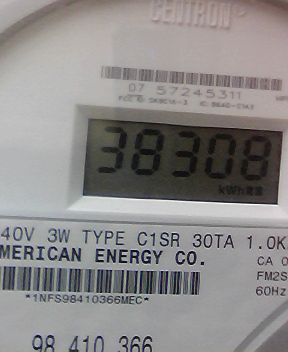 CENTRON®
07 57245311
38308
kWh
40V 3W TYPE C1SR 30TA 1.0K
MERICAN ENERGY CO.
CA 0
FM2S
60Hz
*1NFS98410366MEC*
98 410 366